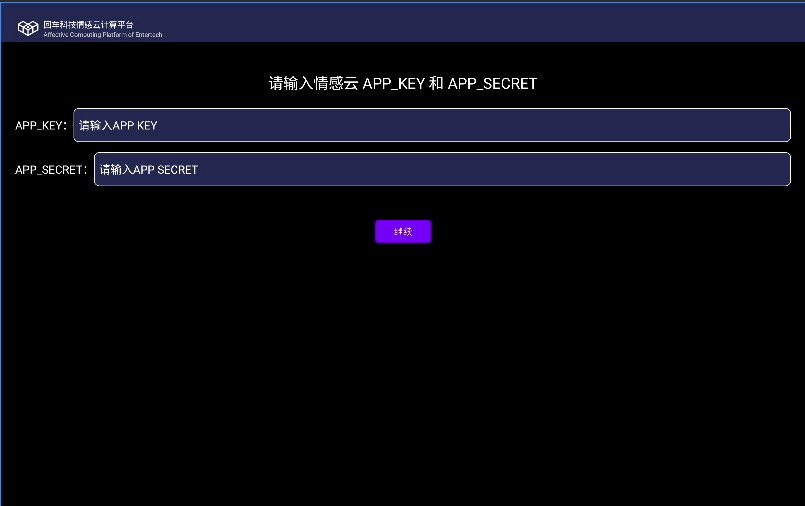 回车科技情感云计算平台
Affective Computing Platform of Entertech
请输入情感云 APP_KEY 和 APP_SECRET
APP_KEY： 请输入APP KEY
APP_SECRET： 请输入APP SECRET
继续